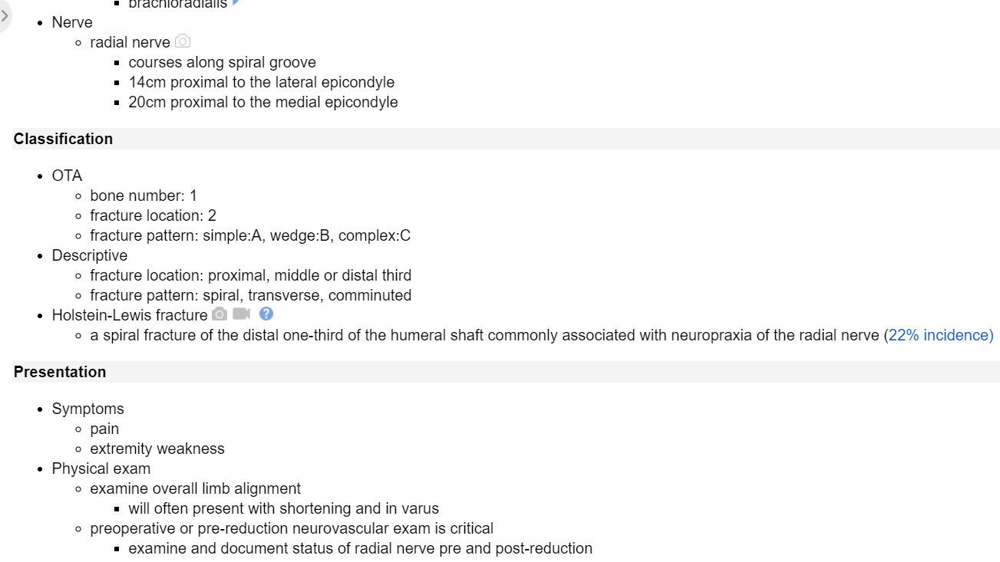 brachioradialis
Nerve
radial nerve
courses along spiral groove
14cm proximal to the lateral epicondyle
20cm proximal to the medial epicondyle
Classification
OTA
bone number: 1
fracture location: 2
fracture pattern: simple:A, wedge:B, complex:C
Descriptive
fracture location: proximal, middle or distal third
fracture pattern: spiral, transverse, comminuted
Holstein-Lewis fracture ?
a spiral fracture of the distal one-third of the humeral shaft commonly associated with neuropraxia of the radial nerve (22% incidence)
Presentation
Symptoms
pain
extremity weakness
Physical exam
examine overall limb alignment
will often present with shortening and in varus
preoperative or pre-reduction neurovascular exam is critical
examine and document status of radial nerve pre and post-reduction